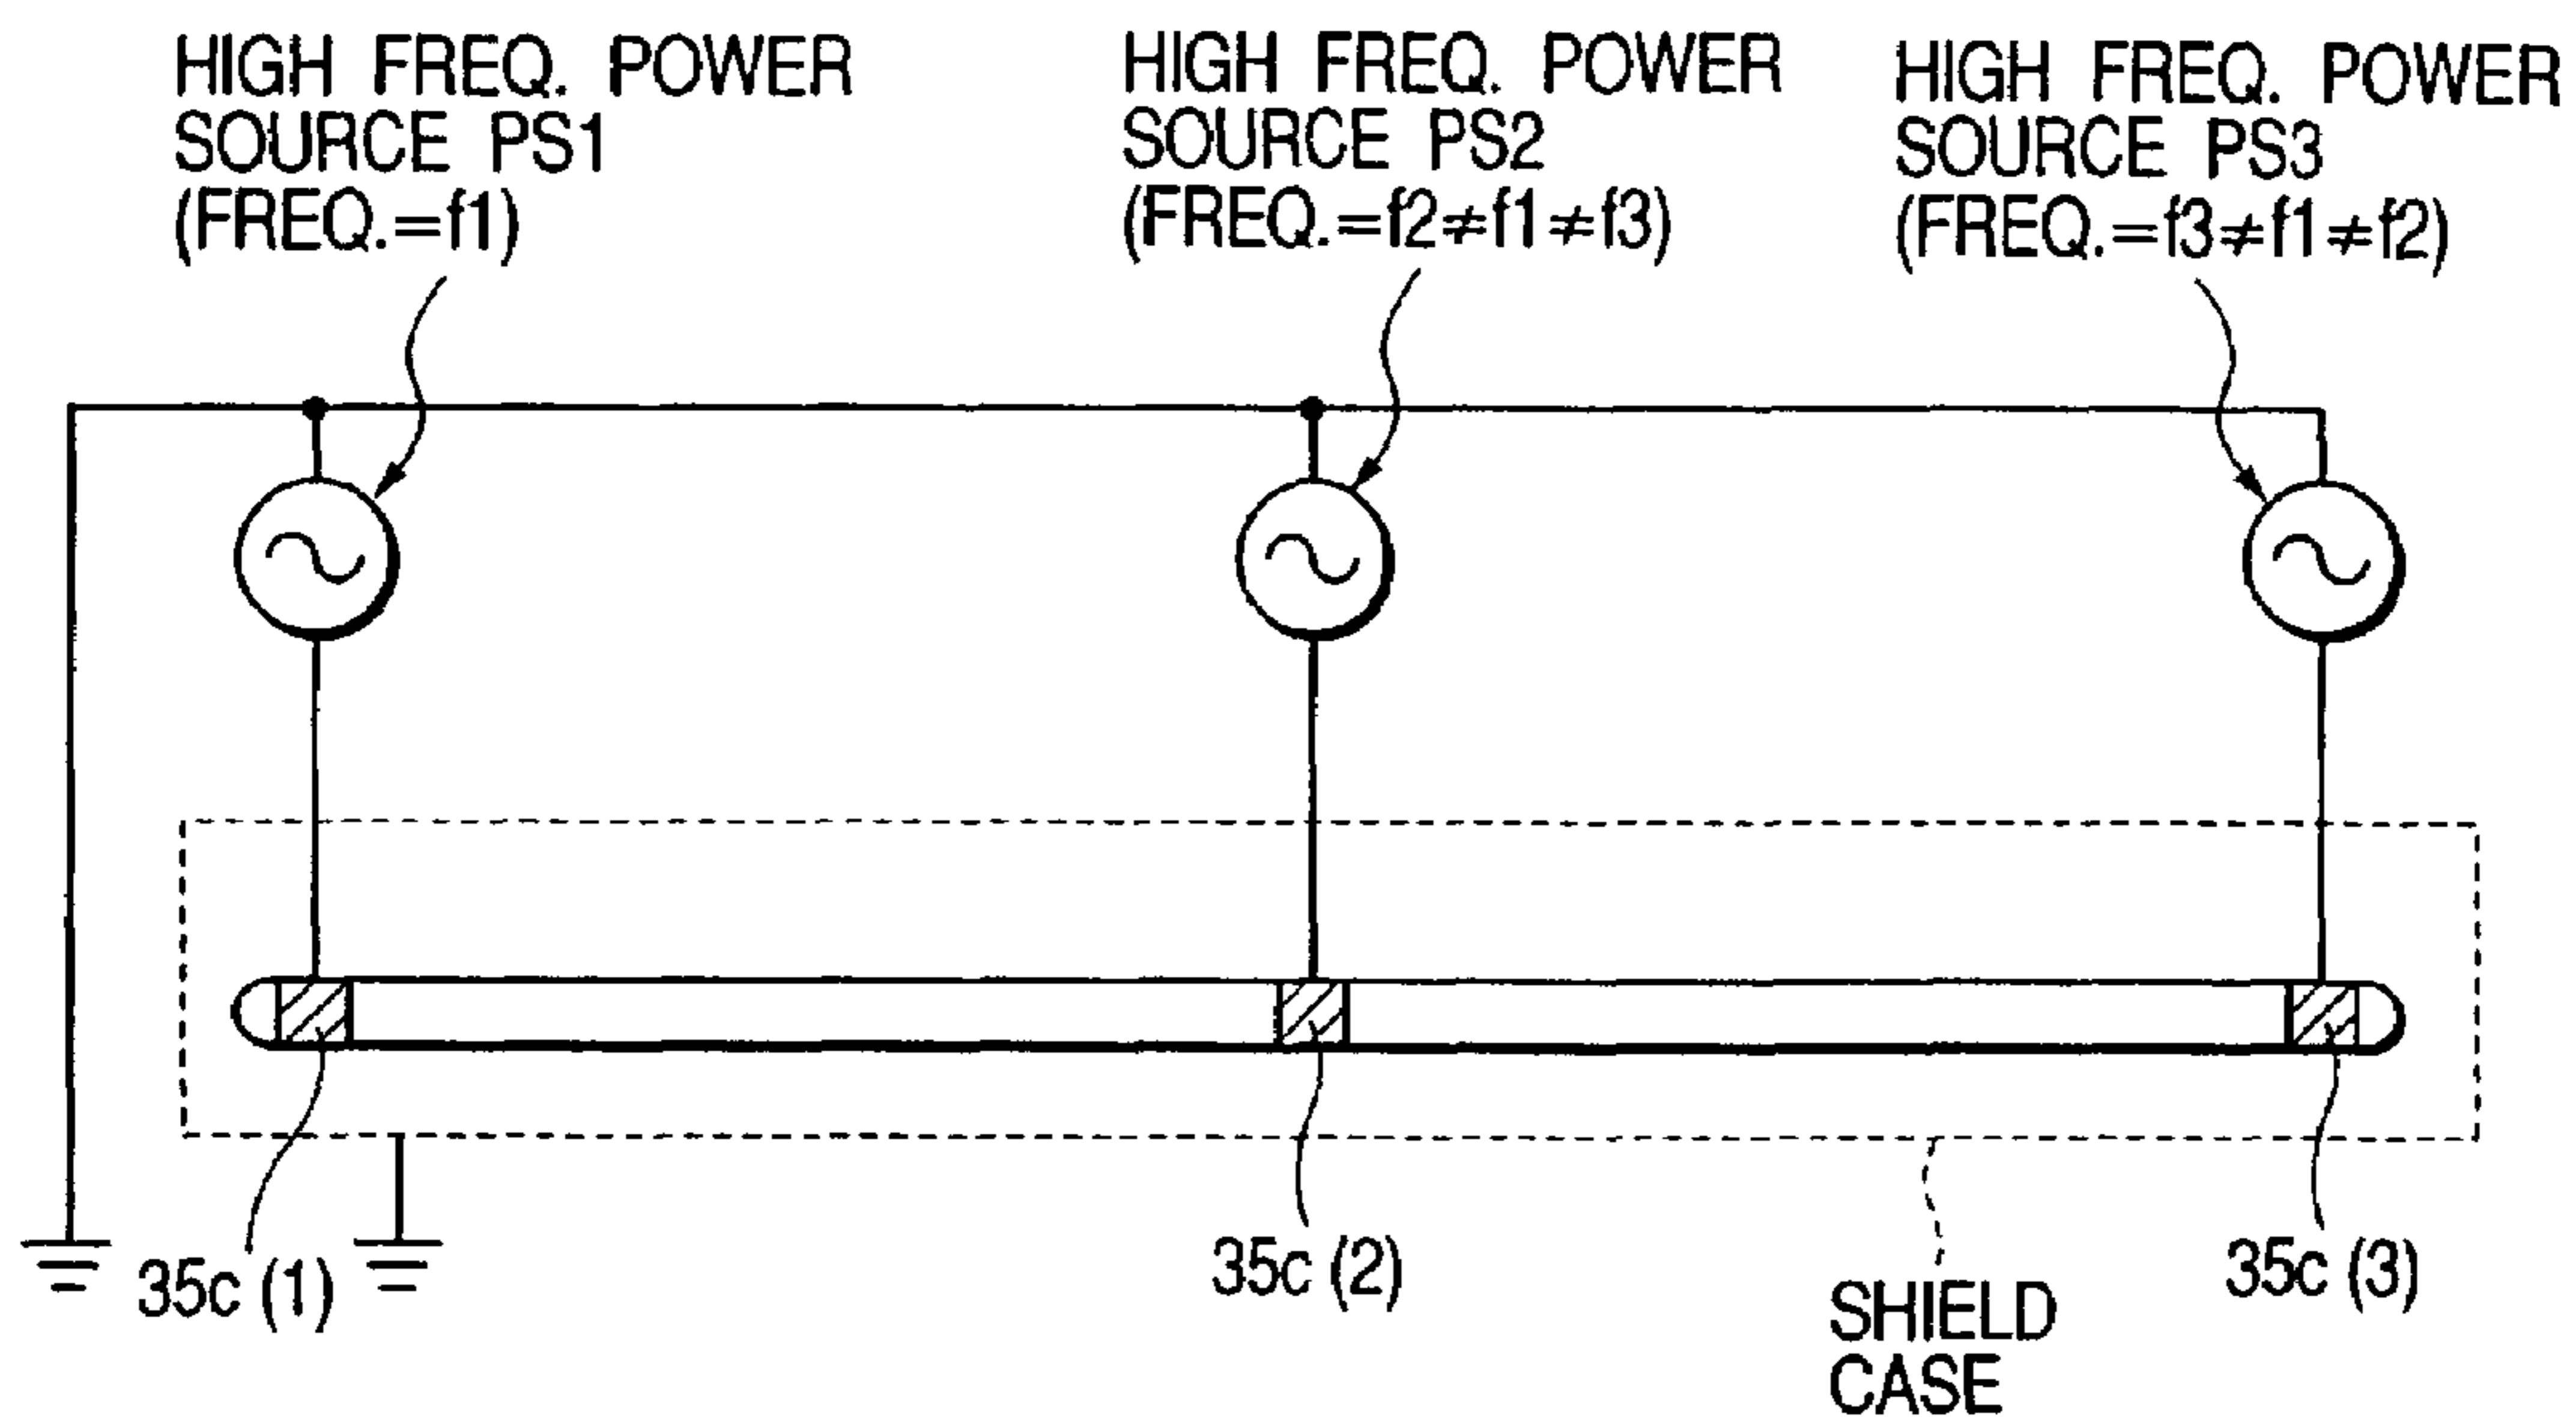 HIGH FREQ. POWER
SOURCE PS1
(FREQ.=f1)
HIGH FREQ. POWER
SOURCE PS2
(FREQ.=f2≠f1≠f3)
HIGH FREQ. POWER
SOURCE PS3
(FREQ.=f3≠f1≠f2)
35c (1)
35c (2)
SHIELD
CASE
35c (3)